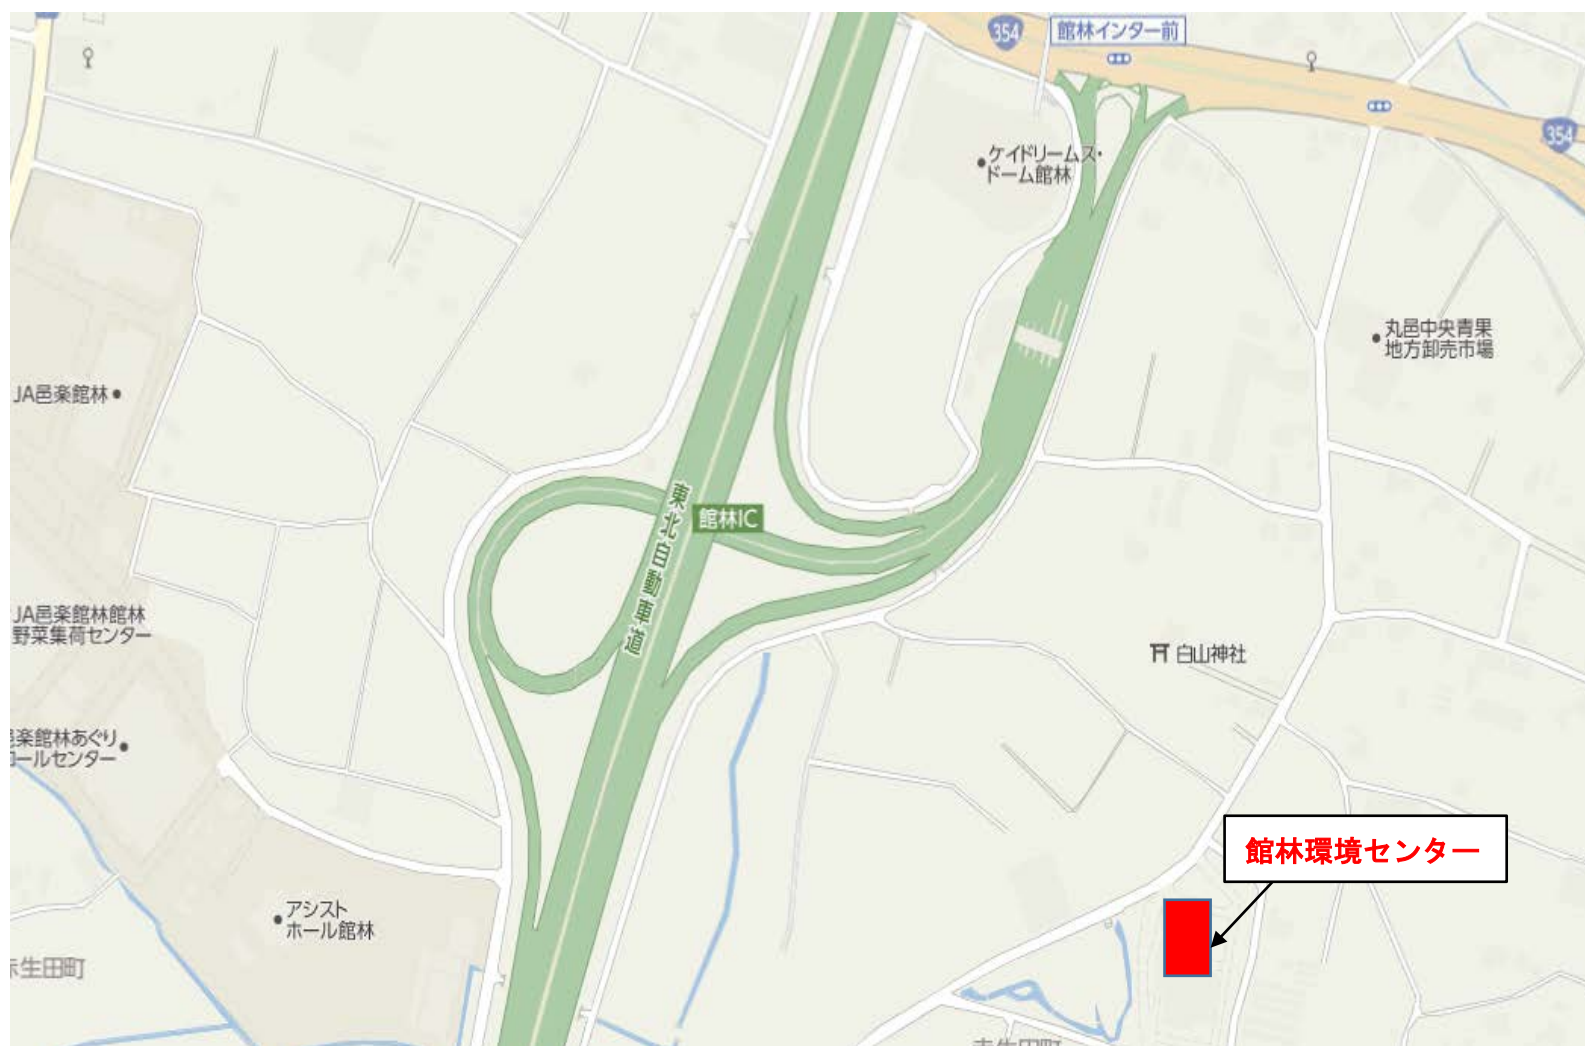 354
館林インター前
354
ケイドリームス・
ドーム館林
丸邑中央青果
地方卸売市場
JA邑楽館林
館林IC
東北自動車道
JA邑楽館林館林
野菜集荷センター
白山神社
楽館林あぐり
ールセンター
館林環境センター
アシスト
ホール館林
生田町